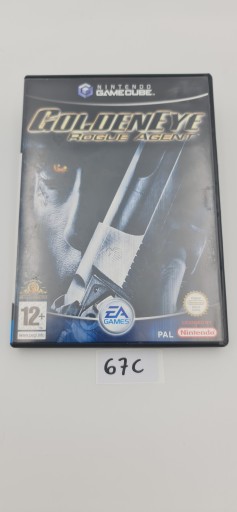 NINTENDO
GAMECUBE
GOLDENEYE
ROGUE AGENT
12+
EA
GAMES
PAL
Nintendo
67C